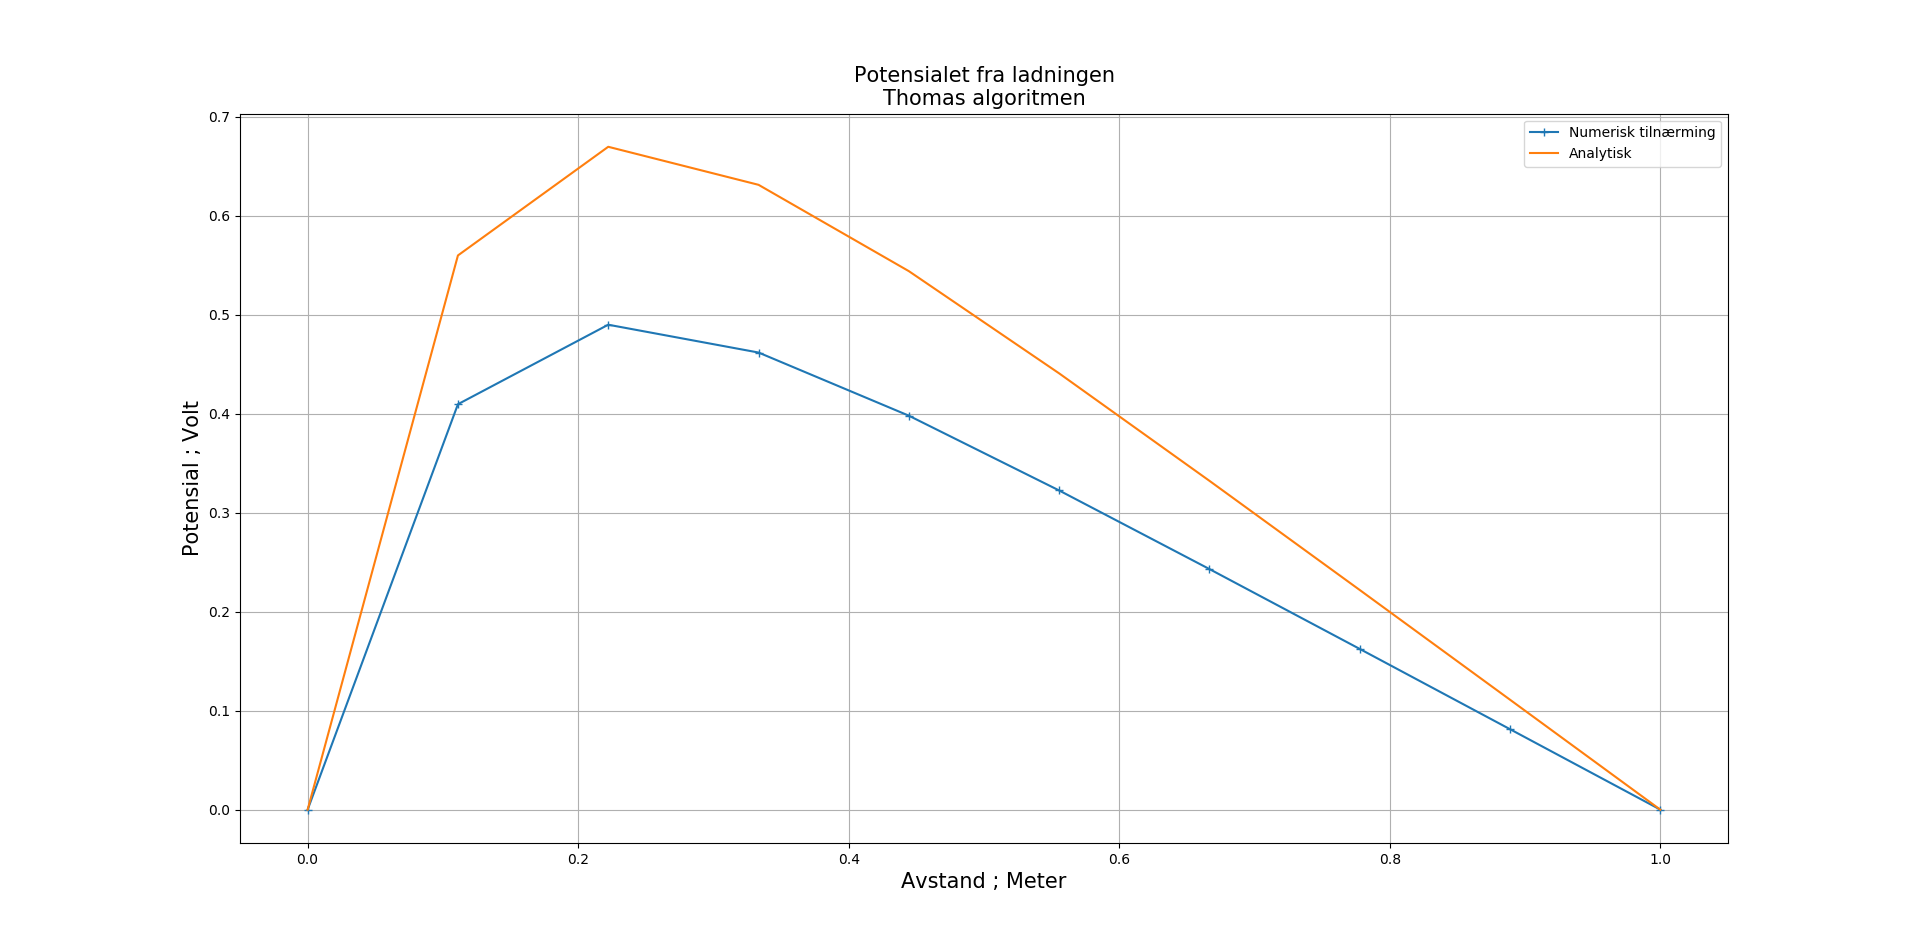 Potensialet fra ladningen
Thomas algoritmen
Numerisk tilnærming
Analytisk
Potensial ; Volt
0.7
0.6
0.5
0.4
0.3
0.2
0.1
0.0
0.0 0.2 0.4 0.6 0.8 1.0
Avstand ; Meter